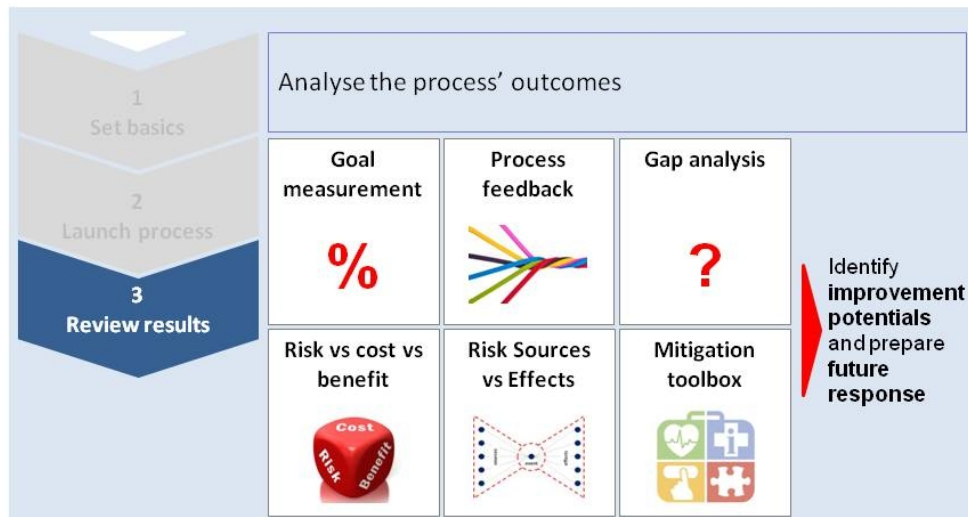 1
Set basics
2
Launch process
3
Review results
Analyse the process’ outcomes
Goal
measurement
%
Process
feedback
Gap analysis
?
Risk vs cost vs
benefit
Cost
Risk
Benefit
Risk Sources
vs Effects
Mitigation
toolbox
Identify
improvement
potentials
and prepare
future
response